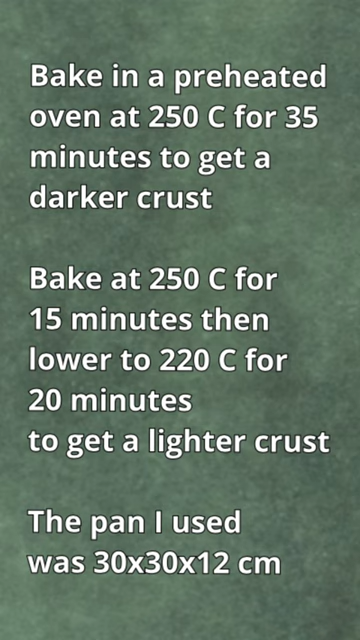 Bake in a preheated
oven at 250 C for 35
minutes to get a
darker crust
Bake at 250 C for
15 minutes then
lower to 220 C for
20 minutes
to get a lighter crust
The pan I used
was 30x30x12 cm